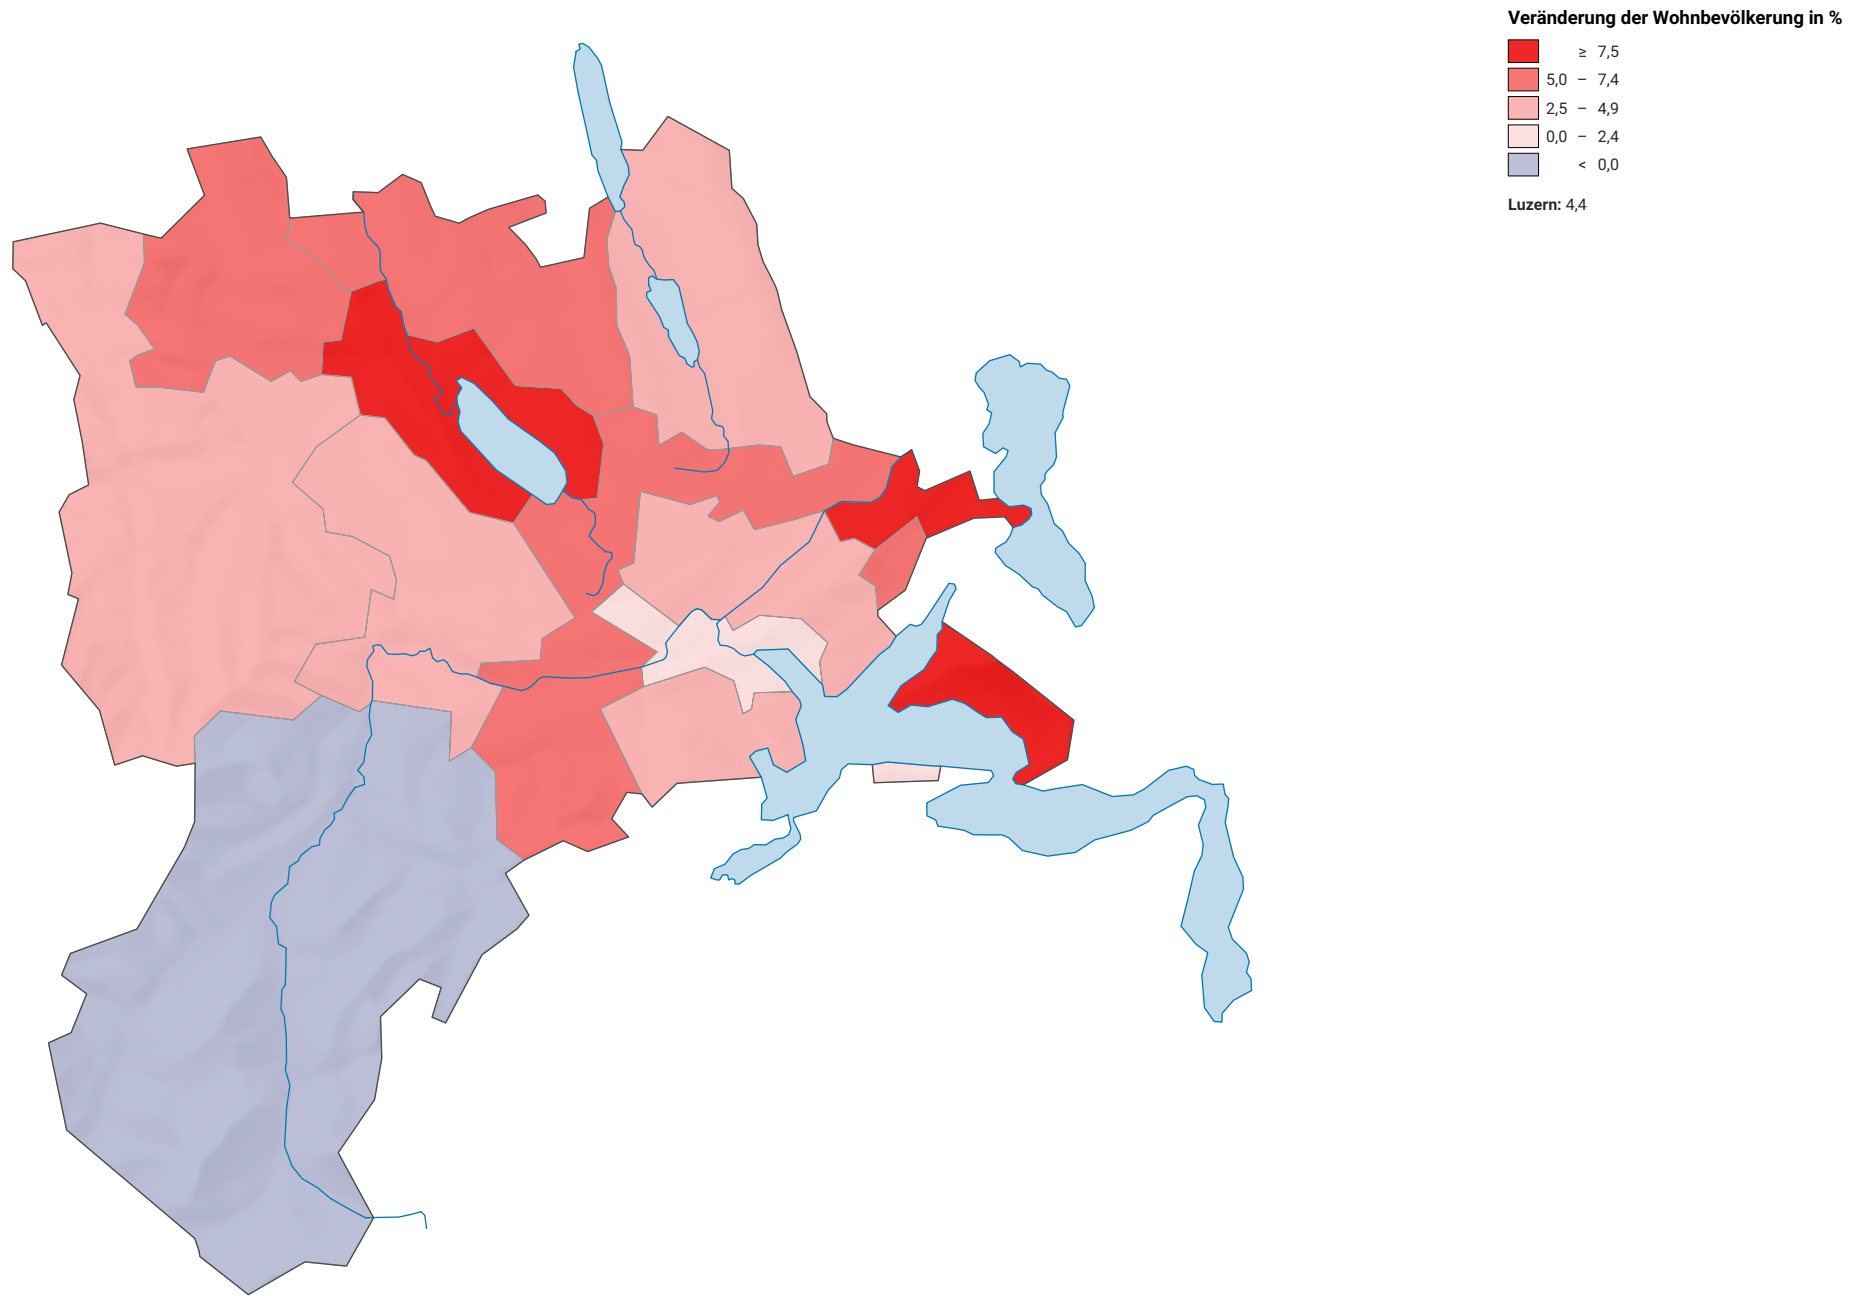 Veränderung der Wohnbevölkerung in %
≥ 7,5
5,0 – 7,4
2,5 – 4,9
0,0 – 2,4
< 0,0
Luzern: 4,4